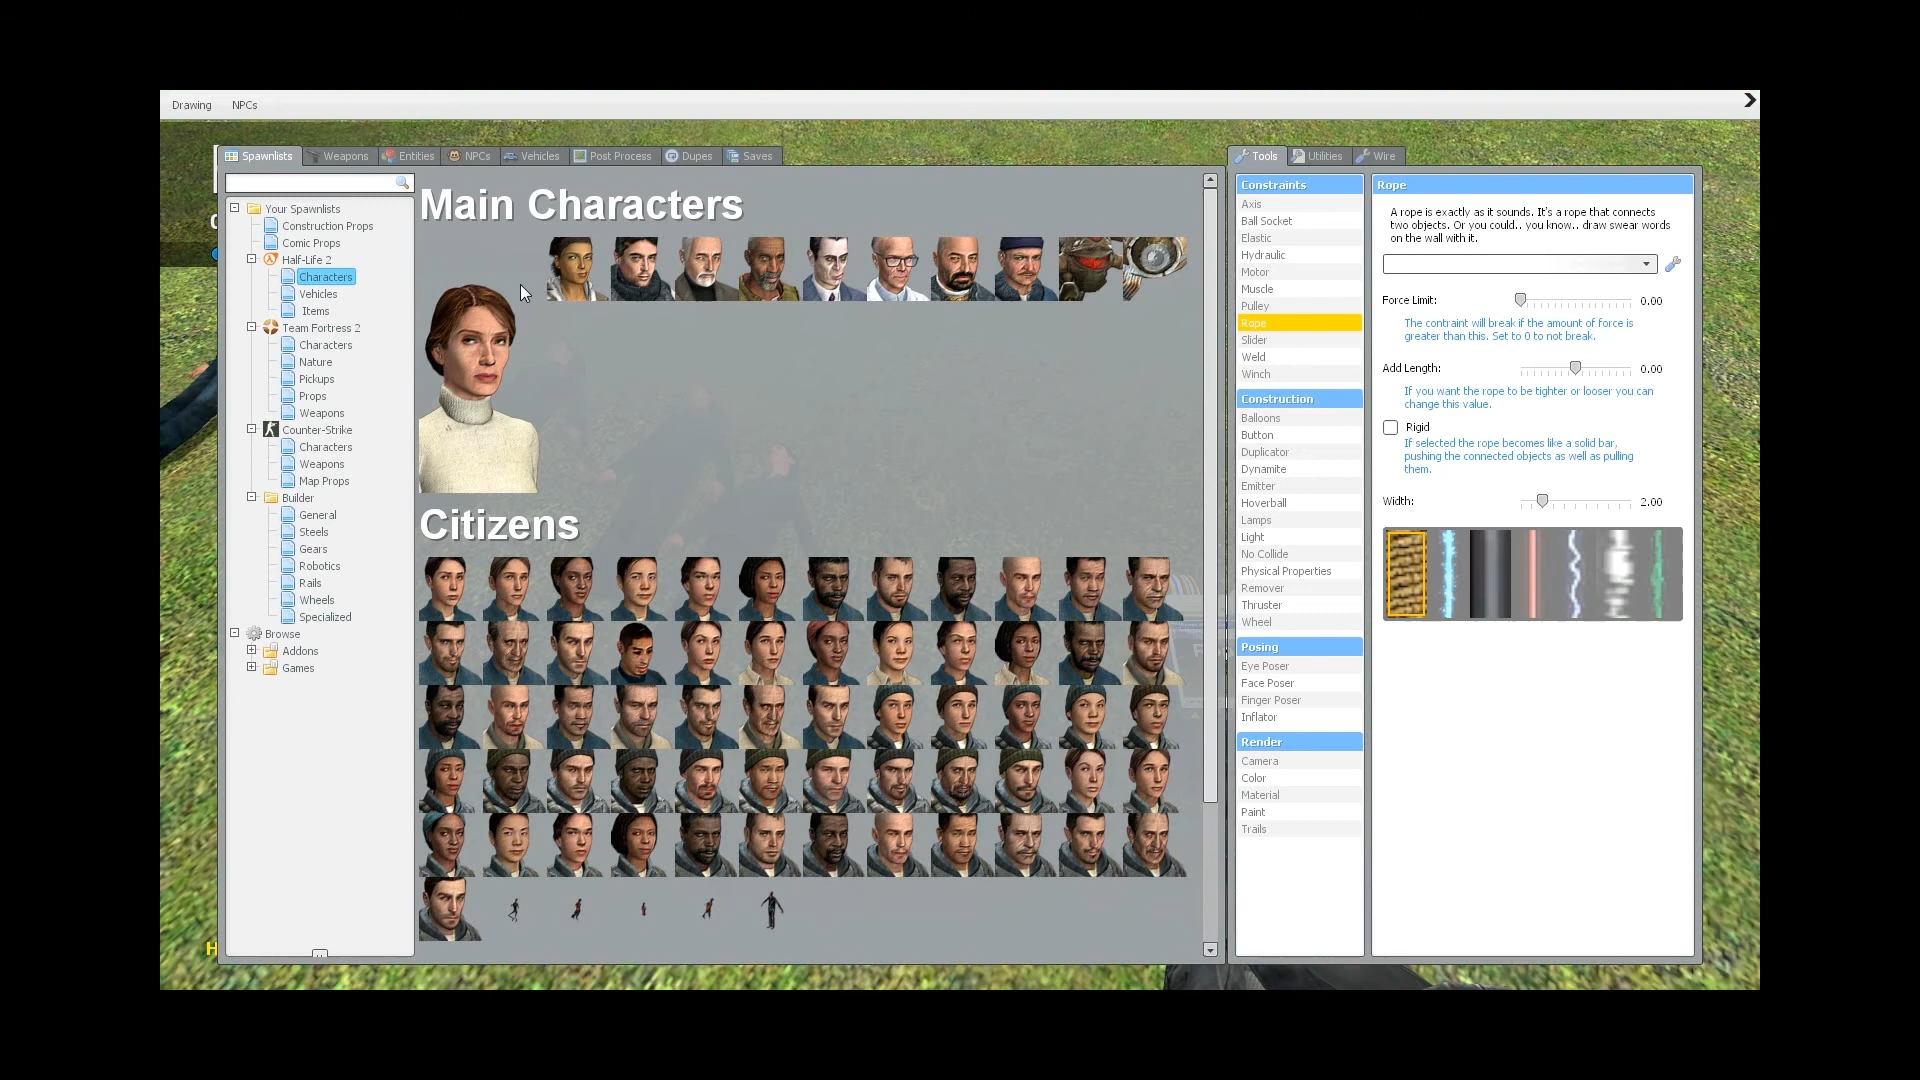 Drawing NPCs
Spawnlists Weapons Entities NPCs Vehicles Post Process Dupes Saves
Your Spawnlists
Construction Props
Comic Props
Half-Life 2
Characters
Vehicles
Items
Team Fortress 2
Characters
Nature
Pickups
Props
Weapons
Counter-Strike
Characters
Weapons
Map Props
Builder
General
Steels
Gears
Robotics
Rails
Wheels
Specialized
Browse
Addons
Games
Main Characters
Citizens
H
Tools Utilities Wire
Constraints
Axis
Ball Socket
Elastic
Hydraulic
Motor
Muscle
Pulley
Rope
Slider
Weld
Winch
Construction
Balloons
Button
Duplicator
Dynamite
Emitter
Hoverball
Lamps
Light
No Collide
Physical Properties
Remover
Thruster
Wheel
Posing
Eye Poser
Face Poser
Finger Poser
Inflator
Render
Camera
Color
Material
Paint
Trails
Rope
A rope is exactly as it sounds. It's a rope that connects
two objects. Or you could.. you know.. draw swear words
on the wall with it.
Force Limit: 0.00
The contraint will break if the amount of force is
greater than this. Set to 0 to not break.
Add Length: 0.00
If you want the rope to be tighter or looser you can
change this value.
Rigid
If selected the rope becomes like a solid bar,
pushing the connected objects as well as pulling
them.
Width: 2.00